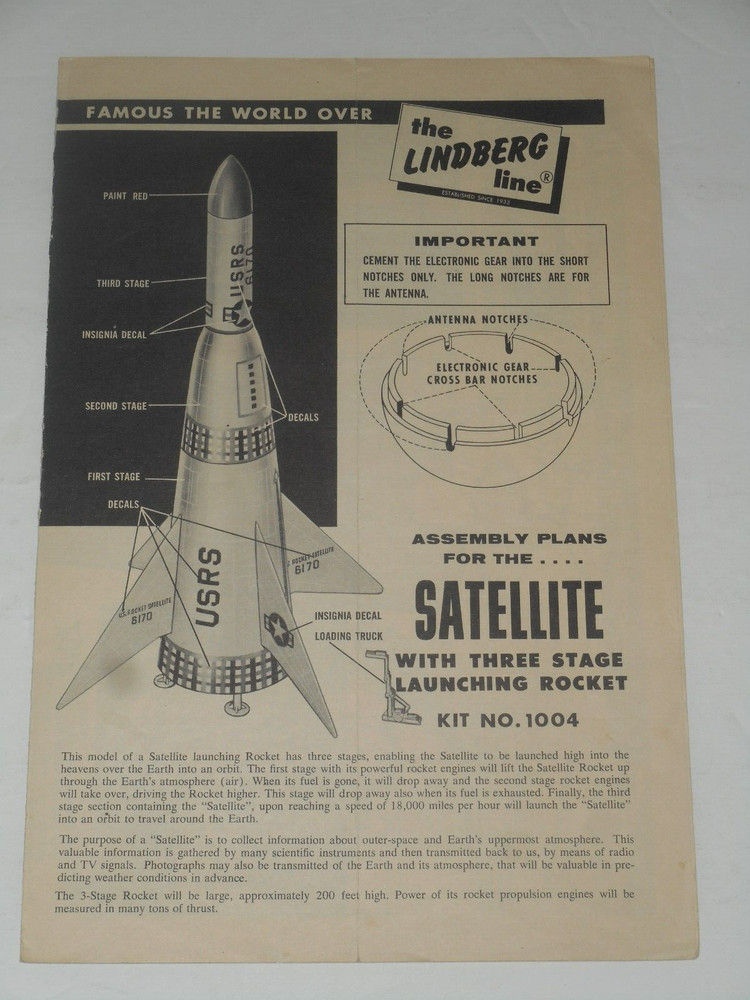 FAMOUS THE WORLD OVER
the
LINDBERG
line®
ESTABLISHED SINCE 1932
PAINT RED
THIRD STAGE
INSIGNIA DECAL
SECOND STAGE
DECALS
FIRST STAGE
DECALS
USRS
6170
USRS
U.S. ROCKET SATELLITE
6170
ROCKET SATELLITE
6170
INSIGNIA DECAL
LOADING TRUCK
IMPORTANT
CEMENT THE ELECTRONIC GEAR INTO THE SHORT
NOTCHES ONLY. THE LONG NOTCHES ARE FOR
THE ANTENNA.
ANTENNA NOTCHES
ELECTRONIC GEAR
CROSS BAR NOTCHES
ASSEMBLY PLANS
FOR THE ....
SATELLITE
WITH THREE STAGE
LAUNCHING ROCKET
KIT NO. 1004
This model of a Satellite launching Rocket has three stages, enabling the Satellite to be launched high into the
heavens over the Earth into an orbit. The first stage with its powerful rocket engines will lift the Satellite Rocket up
through the Earth's atmosphere (air). When its fuel is gone, it will drop away and the second stage rocket engines
will take over, driving the Rocket higher. This stage will drop away also when its fuel is exhausted. Finally, the third
stage section containing the "Satellite", upon reaching a speed of 18,000 miles per hour will launch the "Satellite"
into an orbit to travel around the Earth.
The purpose of a "Satellite" is to collect information about outer-space and Earth's uppermost atmosphere. This
valuable information is gathered by many scientific instruments and then transmitted back to us, by means of radio
and TV signals. Photographs may also be transmitted of the Earth and its atmosphere, that will be valuable in pre-
dicting weather conditions in advance.
The 3-Stage Rocket will be large, approximately 200 feet high. Power of its rocket propulsion engines will be
measured in many tons of thrust.